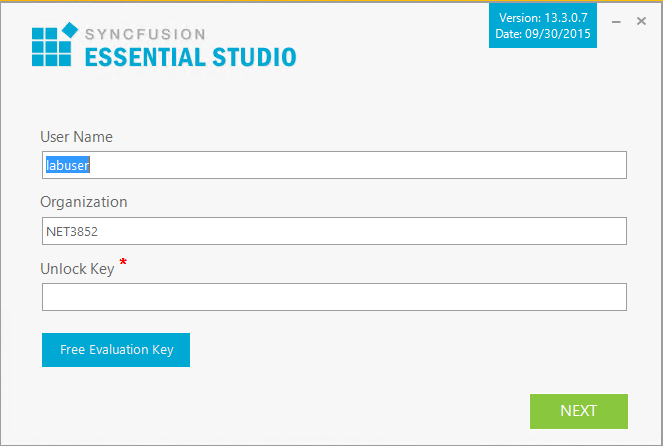 Version: 13.3.0.7
Date: 09/30/2015
SYNCFUSION
ESSENTIAL STUDIO
User Name
labuser
Organization
NET3852
Unlock Key *
Free Evaluation Key
NEXT